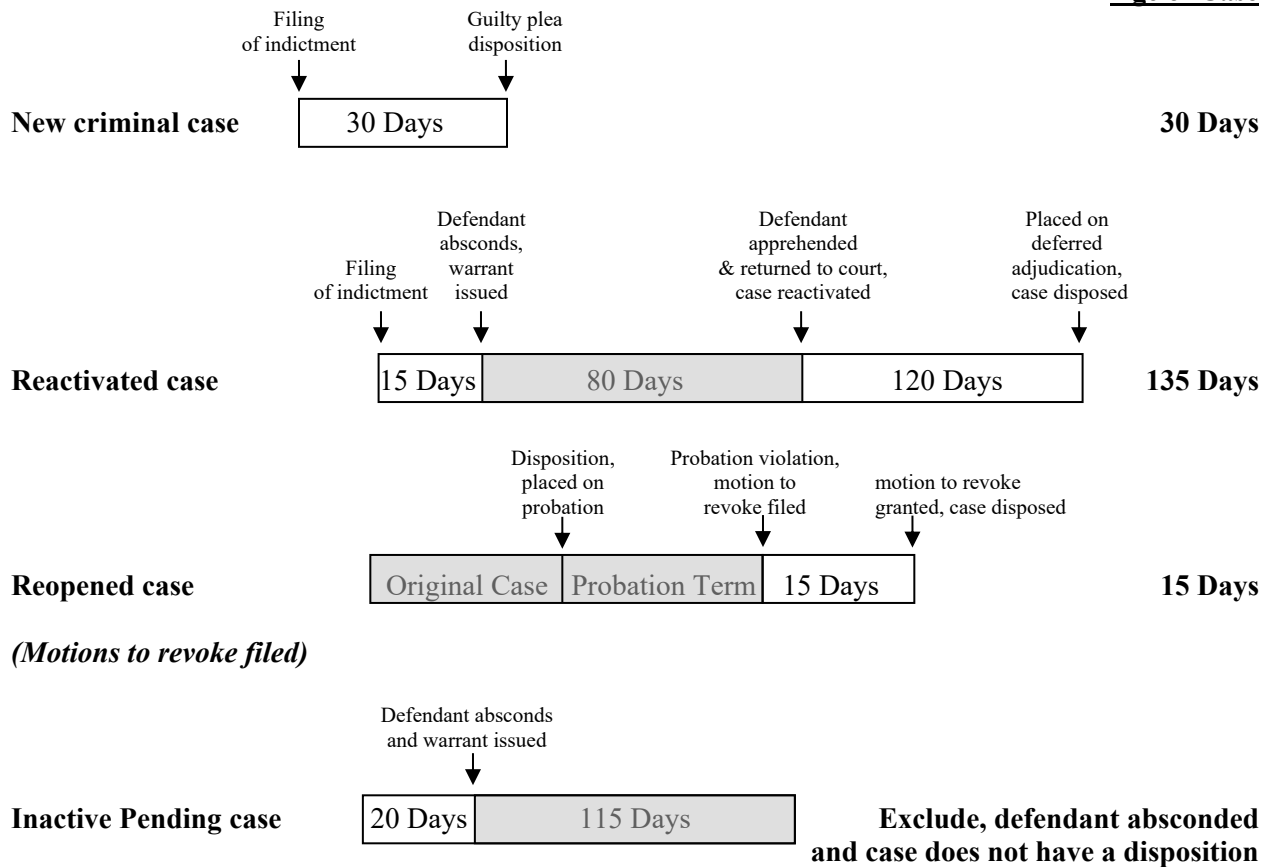 Filing
of indictment
Guilty plea
disposition
New criminal case
30 Days
30 Days
Filing
of indictment
Defendant
absconds,
warrant
issued
Defendant
apprehended
& returned to court,
case reactivated
Placed on
deferred
adjudication,
case disposed
Reactivated case
15 Days
80 Days
120 Days
135 Days
Disposition,
placed on
probation
Probation violation,
motion to
revoke filed
motion to revoke
granted, case disposed
Reopened case
Original Case
Probation Term
15 Days
15 Days
(Motions to revoke filed)
Defendant absconds
and warrant issued
Inactive Pending case
20 Days
115 Days
Exclude, defendant absconded
and case does not have a disposition